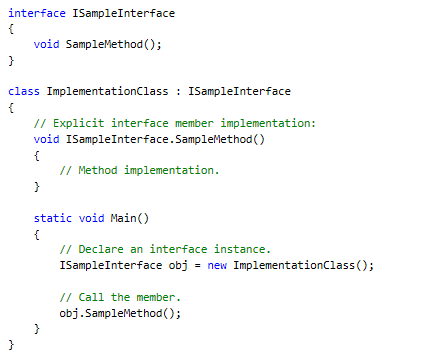 interface ISampleInterface
{
    void SampleMethod();
}

class ImplementationClass : ISampleInterface
{
    // Explicit interface member implementation:
    void ISampleInterface.SampleMethod()
    {
        // Method implementation.
    }

    static void Main()
    {
        // Declare an interface instance.
        ISampleInterface obj = new ImplementationClass();

        // Call the member.
        obj.SampleMethod();
    }
}